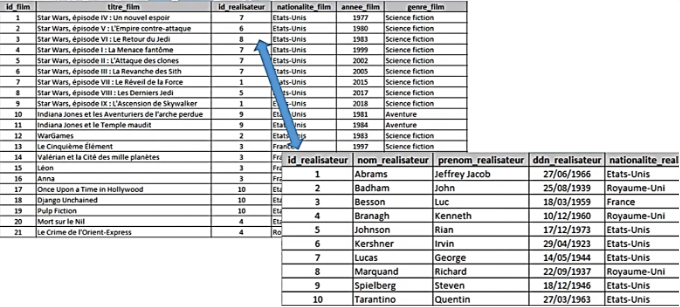 id_film titre_film id_realisateur nationalite_film annee_film genre_film
1 Star Wars, épisode IV : Un nouvel espoir 7 Etats-Unis 1977 Science fiction
2 Star Wars, épisode V : L'Empire contre-attaque 6 Etats-Unis 1980 Science fiction
3 Star Wars, épisode VI : Le Retour du Jedi 8 Etats-Unis 1983 Science fiction
4 Star Wars, épisode I : La Menace fantôme 7 Etats-Unis 1999 Science fiction
5 Star Wars, épisode II : L'Attaque des clones 7 Etats-Unis 2002 Science fiction
6 Star Wars, épisode III : La Revanche des Sith 7 Etats-Unis 2005 Science fiction
7 Star Wars, épisode VII : Le Réveil de la Force 1 Etats-Unis 2015 Science fiction
8 Star Wars, épisode VIII : Les Derniers Jedi 5 Etats-Unis 2017 Science fiction
9 Star Wars, épisode IX : L'Ascension de Skywalker 1 Etats-Unis 2018 Science fiction
10 Indiana Jones et les Aventuriers de l'arche perdue 9 Etats-Unis 1981 Aventure
11 Indiana Jones et le Temple maudit 9 Etats-Unis 1984 Aventure
12 WarGames 2 Etats-Unis 1983 Science fiction
13 Le Cinquième Élément 3 Franc 1997 Science fiction
14 Valérian et la Cité des mille planètes 3 Fra
15 Léon 3 Fra
16 Anna 3 Fra
17 Once Upon a Time in Hollywood 10 Eta
18 Django Unchained 10 Eta
19 Pulp Fiction 10 Eta
20 Mort sur le Nil 4 Eta
21 Le Crime de l'Orient-Express 4 Ro
id_realisateur nom_realisateur prenom_realisateur ddn_realisateur nationalite_real
1 Abrams Jeffrey Jacob 27/06/1966 Etats-Unis
2 Badham John 25/08/1939 Royaume-Uni
3 Besson Luc 18/03/1959 France
4 Branagh Kenneth 10/12/1960 Royaume-Uni
5 Johnson Rian 17/12/1973 Etats-Unis
6 Kershner Irvin 29/04/1923 Etats-Unis
7 Lucas George 14/05/1944 Etats-Unis
8 Marquand Richard 22/09/1937 Royaume-Uni
9 Spielberg Steven 18/12/1946 Etats-Unis
10 Tarantino Quentin 27/03/1963 Etats-Unis